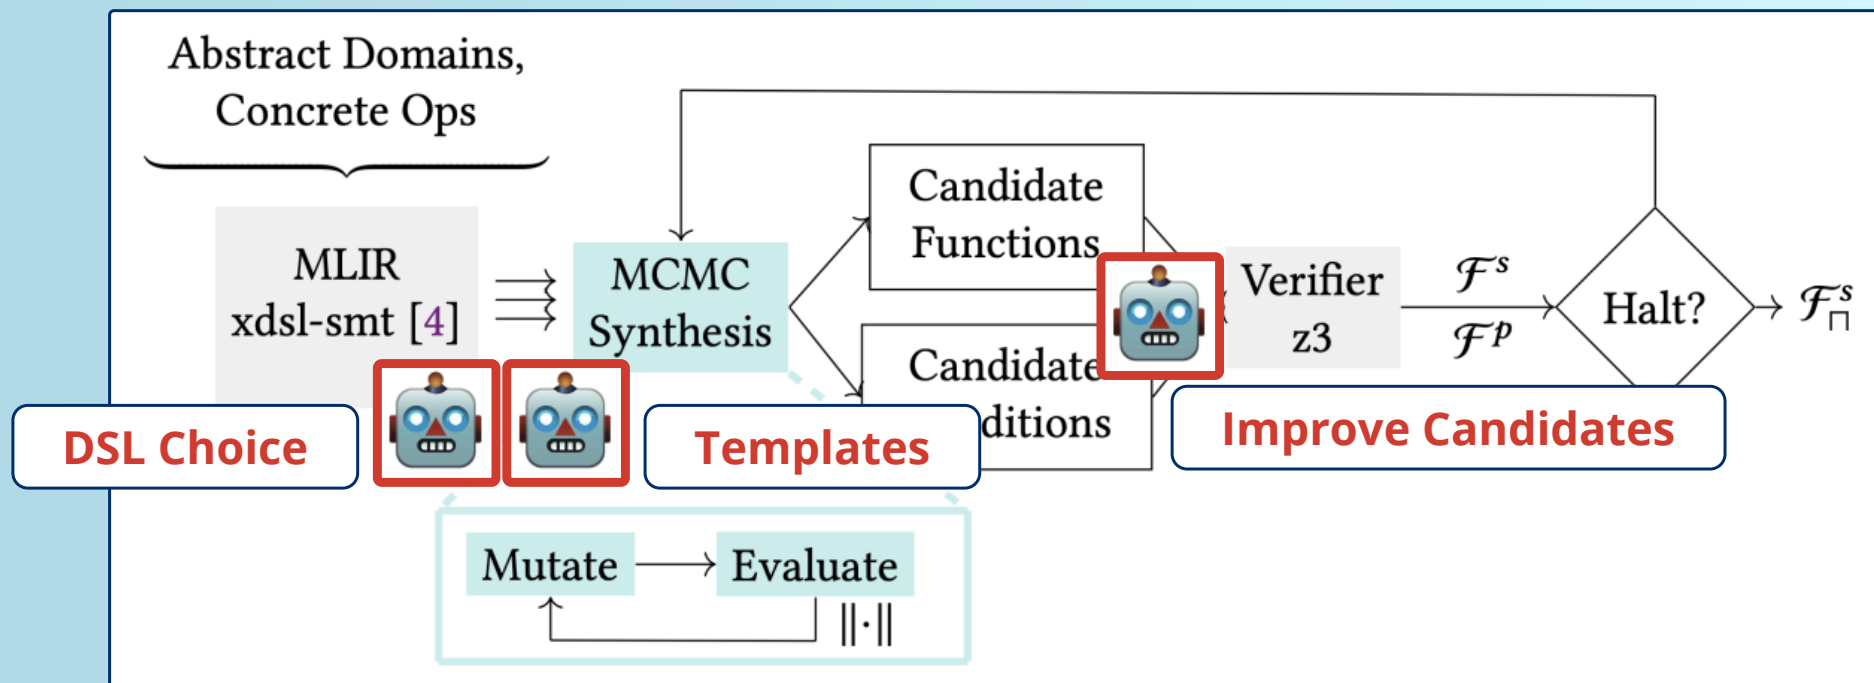 Abstract Domains,
Concrete Ops
MLIR
xdsl-smt [4]
MCMC
Synthesis
Candidate
Functions
Candidate
ditions
Verifier
z3
ℱˢ
ℱᵖ
Halt?
ℱˢ⊓
DSL Choice
Templates
Improve Candidates
Mutate
Evaluate
||·||